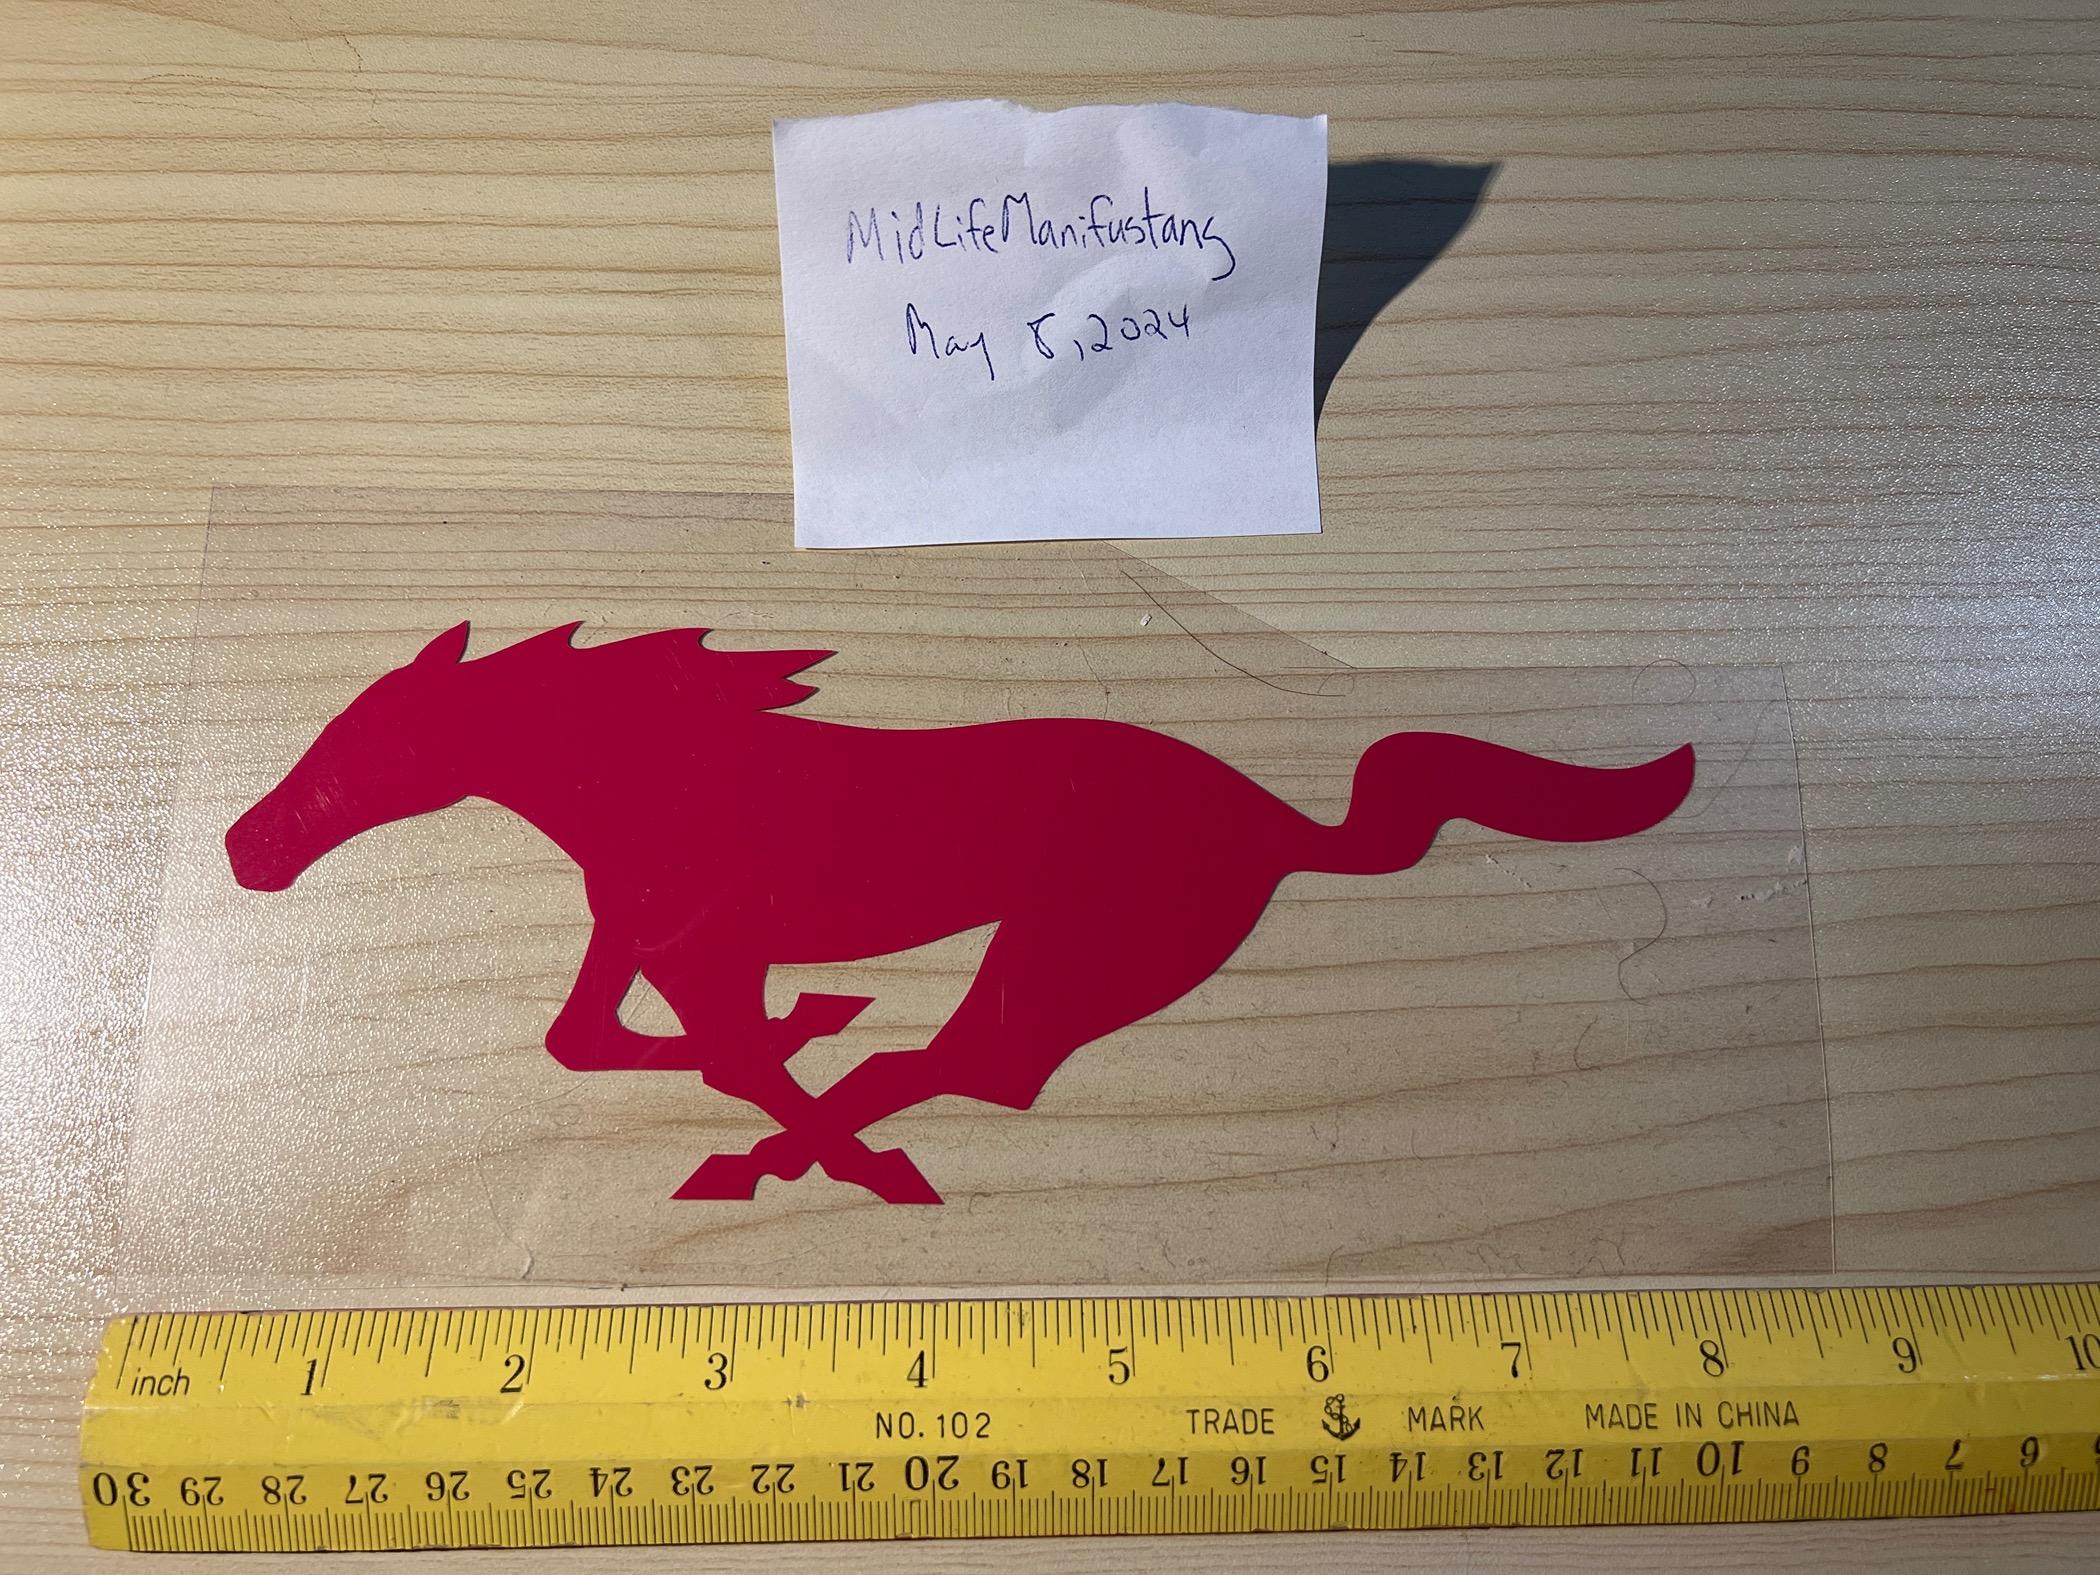 MidLifeManifustang
May 8, 2024
inch 1 2 3 4 5 6 7 8 9 10
NO. 102 TRADE MARK MADE IN CHINA
30 29 28 27 26 25 24 23 22 21 20 19 18 17 16 15 14 13 12 11 10 9 8 7 6